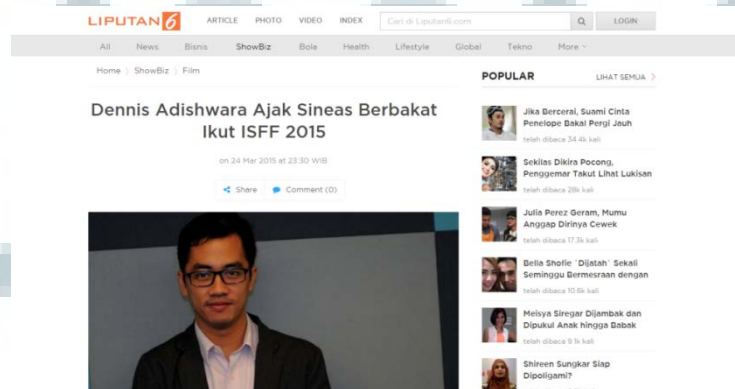 LIPUTAN 6
ARTICLE PHOTO VIDEO INDEX
Cari di Liputan6.com
LOGIN
All News Bisnis ShowBiz Bola Health Lifestyle Global Tekno More
Home > ShowBiz > Film
Dennis Adishwara Ajak Sineas Berbakat
Ikut ISFF 2015
on 24 Mar 2015 at 23:30 WIB
Share Comment (0)
POPULAR LIHAT SEMUA >
Jika Bercerai, Suami Cinta
Penelope Bakal Pergi Jauh
telah dibaca 34.4k kali
Sekilas Dikira Pocong,
Penggemar Takut Lihat Lukisan
telah dibaca 28k kali
Julia Perez Geram, Mumu
Anggap Dirinya Cewek
telah dibaca 17.3k kali
Bella Shofie `Dijatah` Sekali
Seminggu Bermesraan dengan
telah dibaca 10.6k kali
Meisya Siregar Dijambak dan
Dipukul Anak hingga Babak
telah dibaca 9.1k kali
Shireen Sungkar Siap
Dipoligami?